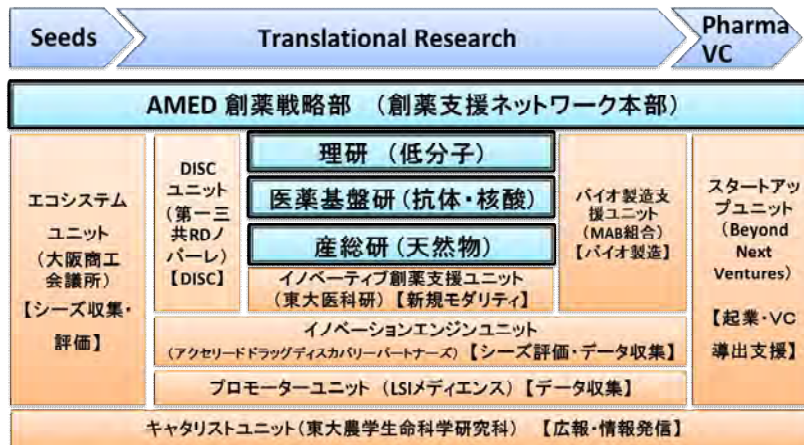 Seeds
Translational Research
Pharma
VC
AMED 創薬戦略部 (創薬支援ネットワーク本部)
エコシステム
ユニット
(大阪商工
会議所)
【シーズ収集・
評価】
DISC
ユニット
(第一三
共RDノ
バーレ)
【DISC】
理研 (低分子)
医薬基盤研 (抗体・核酸)
産総研 (天然物)
イノベーティブ創薬支援ユニット
(東大医科研) 【新規モダリティ】
バイオ製造支
援ユニット
(MAB組合)
【バイオ製造】
スタートアッ
プユニット
(Beyond
Next
Ventures)
【起業・VC
導出支援】
イノベーションエンジンユニット
(アクセリードドラッグディスカバリーパートナーズ) 【シーズ評価・データ収集】
プロモーターユニット (LSIメディエンス) 【データ収集】
キャタリストユニット (東大農学生命科学研究科) 【広報・情報発信】